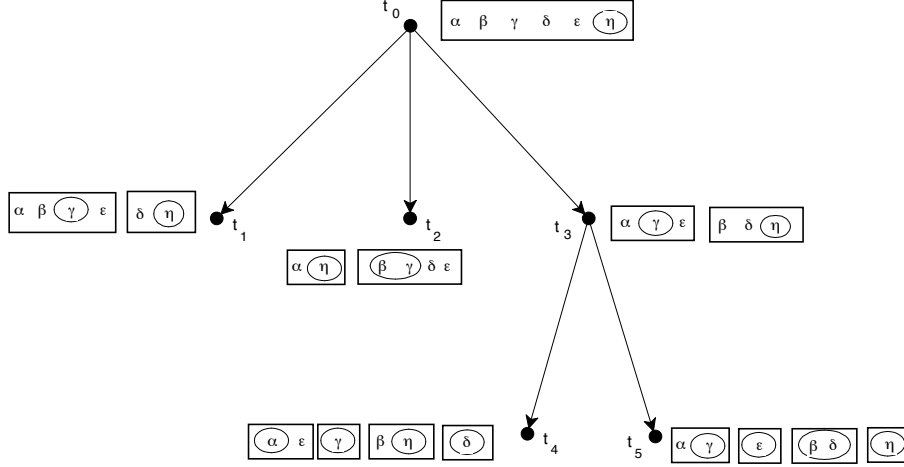 t0 α β γ δ ε η
α β γ ε δ η t1
t2
t3 α γ ε β δ η
α η β γ δ ε
α ε γ β η δ t4
t5 α γ ε β δ η